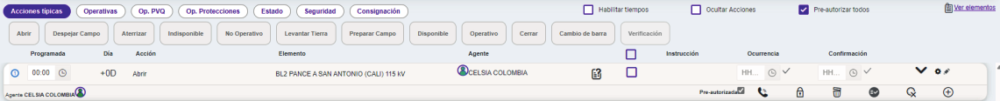 Acciones típicas Operativas Op. PVQ Op. Protecciones Estado Seguridad Consignación Habilitar tiempos Ocultar Acciones Pre-autorizar todos Ver elementos
Abrir Despejar Campo Aterrizar Indisponible No Operativo Levantar Tierra Preparar Campo Disponible Operativo Cerrar Cambio de barra Verificación
Programada Día Acción Elemento Agente Instrucción Ocurrencia Confirmación
00:00 +0D Abrir BL2 PANCE A SAN ANTONIO (CALI) 115 kV CELSIA COLOMBIA HH... HH...
Agente CELSIA COLOMBIA Pre-autorizada